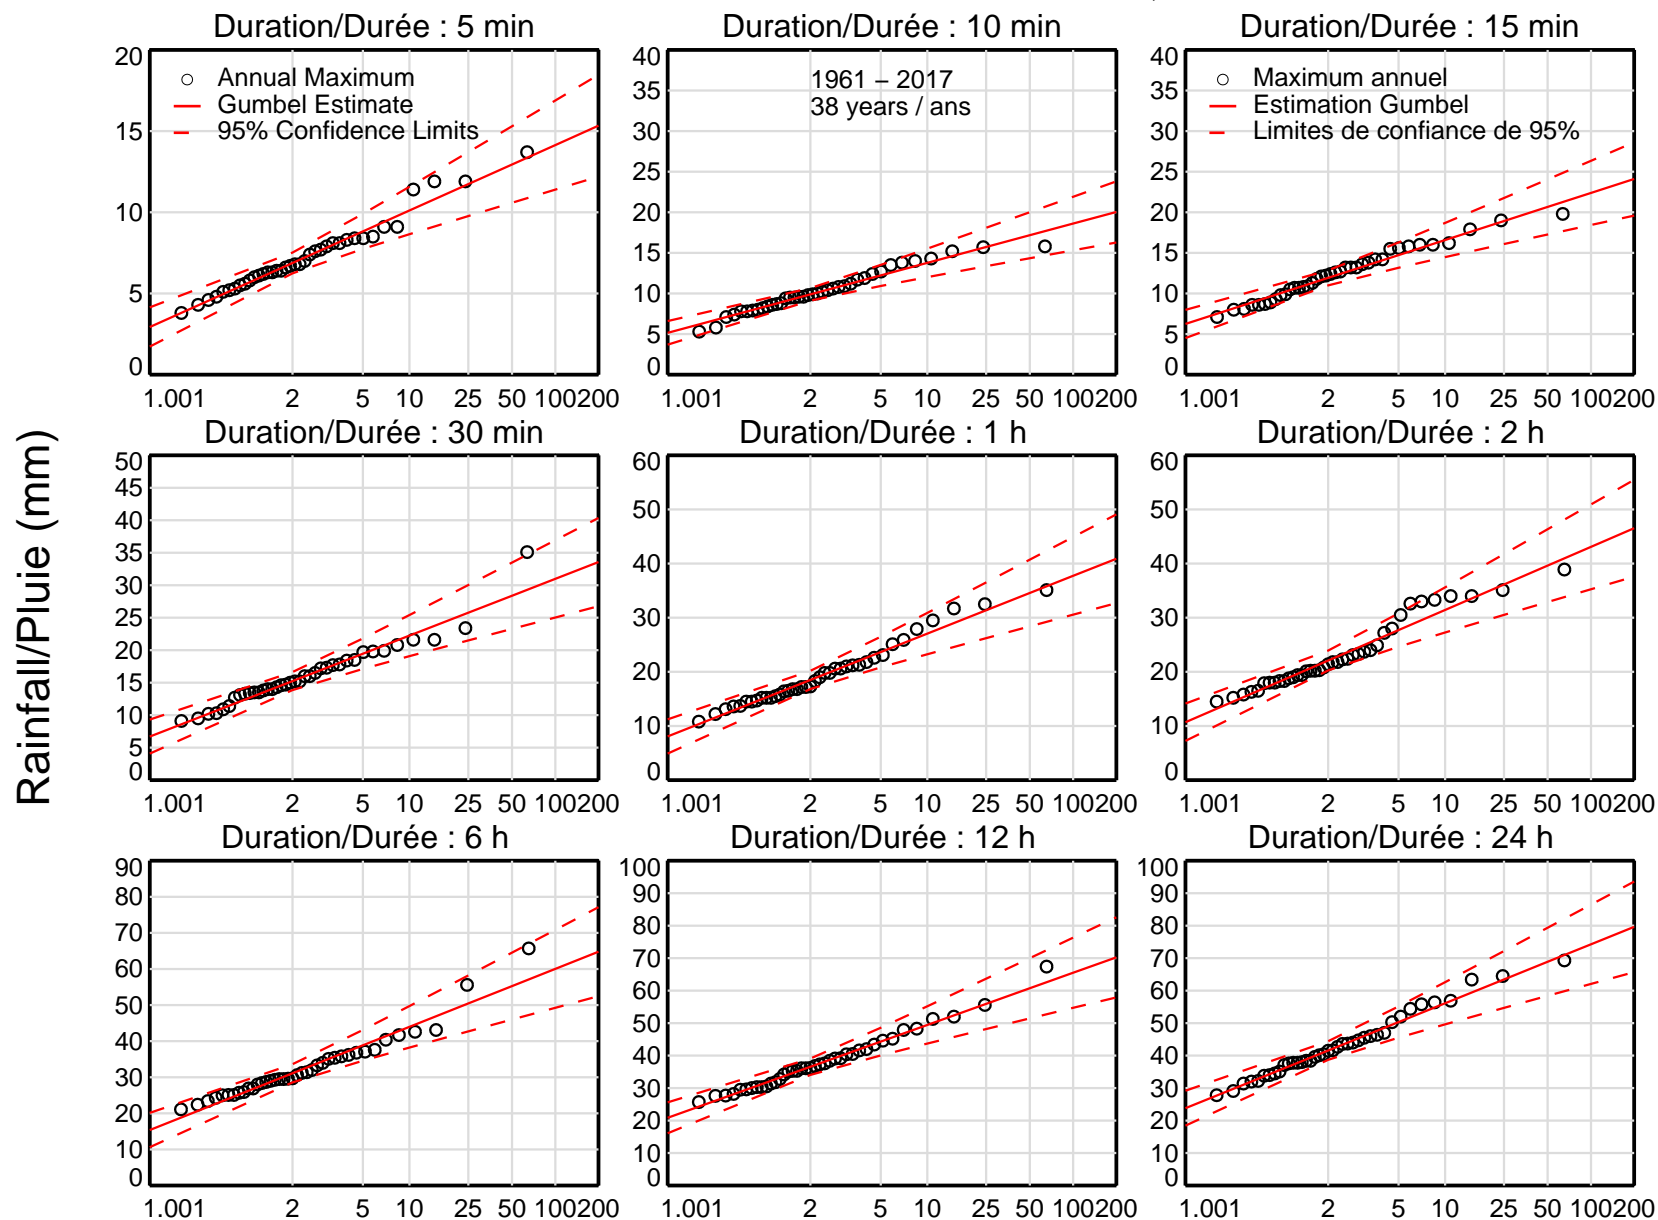 Duration/Durée : 5 min
20
15
10
5
0
○ Annual Maximum
Gumbel Estimate
95% Confidence Limits
1.001 2 5 10 25 50 100200
Duration/Durée : 10 min
40
35
30
25
20
15
10
5
0
1961 – 2017
38 years / ans
1.001 2 5 10 25 50 100200
Duration/Durée : 15 min
40
35
30
25
20
15
10
5
0
○ Maximum annuel
Estimation Gumbel
Limites de confiance de 95%
1.001 2 5 10 25 50 100200
Rainfall/Pluie (mm)
Duration/Durée : 30 min
50
45
40
35
30
25
20
15
10
5
0
1.001 2 5 10 25 50 100200
Duration/Durée : 1 h
60
50
40
30
20
10
0
1.001 2 5 10 25 50 100200
Duration/Durée : 2 h
60
50
40
30
20
10
0
1.001 2 5 10 25 50 100200
Duration/Durée : 6 h
90
80
70
60
50
40
30
20
10
0
1.001 2 5 10 25 50 100200
Duration/Durée : 12 h
100
90
80
70
60
50
40
30
20
10
0
1.001 2 5 10 25 50 100200
Duration/Durée : 24 h
100
90
80
70
60
50
40
30
20
10
0
1.001 2 5 10 25 50 100200